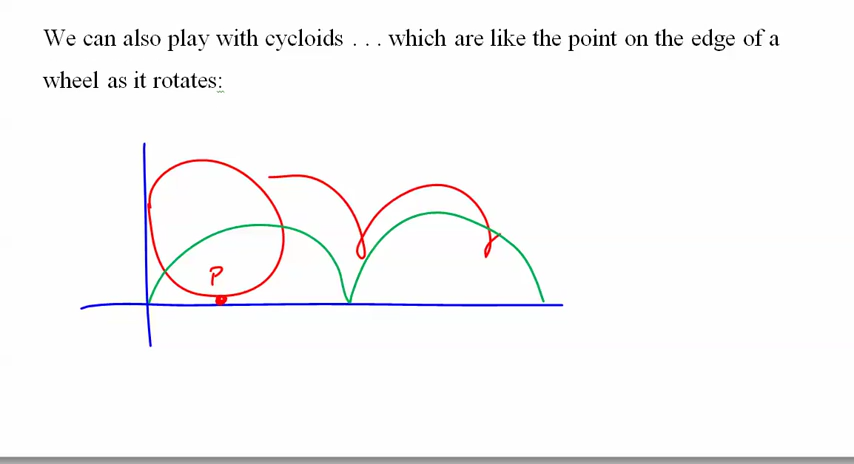 We can also play with cycloids . . . which are like the point on the edge of a
wheel as it rotates:
P